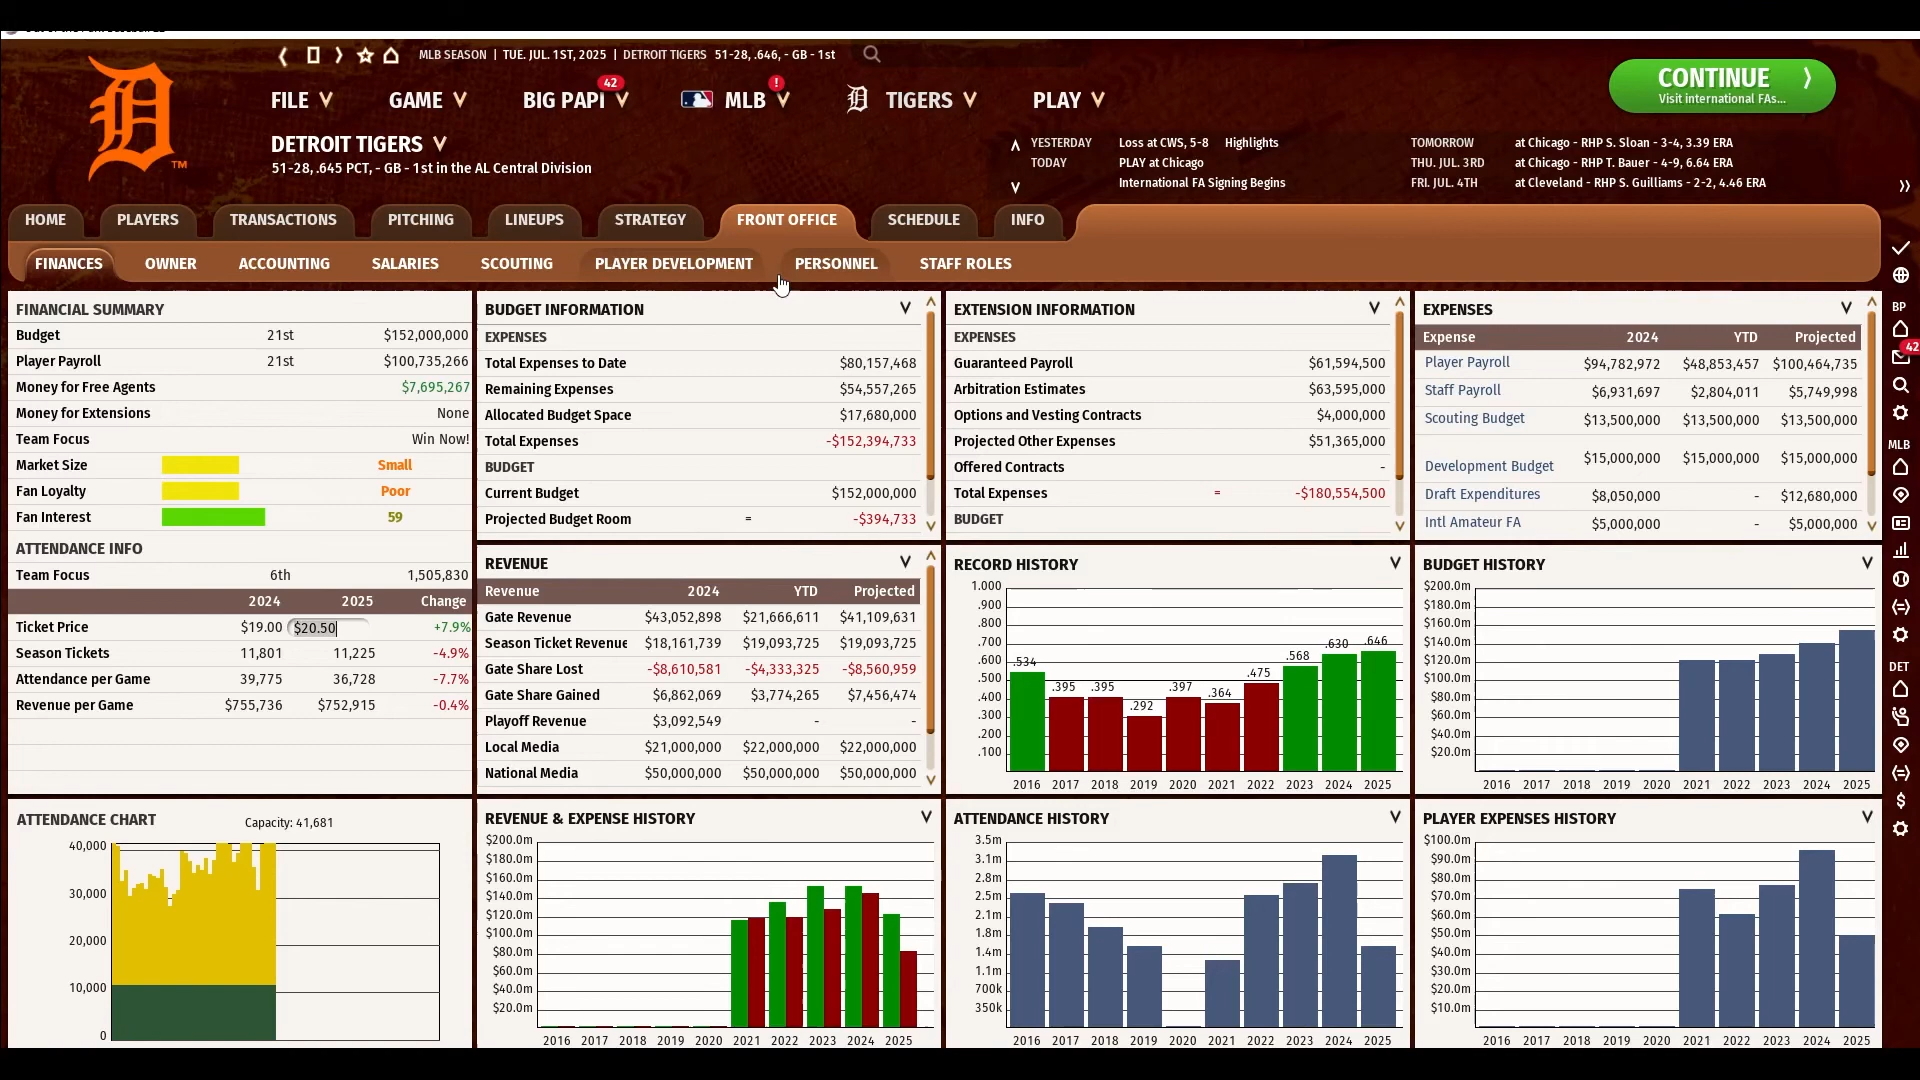 MLB SEASON | TUE. JUL. 1ST, 2025 | DETROIT TIGERS 51-28, .646, - GB - 1st
FILE GAME BIG PAPI 42 MLB ! TIGERS PLAY
CONTINUE
Visit international FAs...
DETROIT TIGERS
51-28, .645 PCT, - GB - 1st in the AL Central Division
YESTERDAY Loss at CWS, 5-8 Highlights
TODAY PLAY at Chicago
International FA Signing Begins
TOMORROW at Chicago - RHP S. Sloan - 3-4, 3.39 ERA
THU. JUL. 3RD at Chicago - RHP T. Bauer - 4-9, 6.64 ERA
FRI. JUL. 4TH at Cleveland - RHP S. Guilliams - 2-2, 4.46 ERA
TM
HOME PLAYERS TRANSACTIONS PITCHING LINEUPS STRATEGY FRONT OFFICE SCHEDULE INFO
FINANCES OWNER ACCOUNTING SALARIES SCOUTING PLAYER DEVELOPMENT PERSONNEL STAFF ROLES
FINANCIAL SUMMARY
Budget 21st $152,000,000
Player Payroll 21st $100,735,266
Money for Free Agents $7,695,267
Money for Extensions None
Team Focus Win Now!
Market Size Small
Fan Loyalty Poor
Fan Interest 59
ATTENDANCE INFO
Team Focus 6th 1,505,830
2024 2025 Change
Ticket Price $19.00 $20.50 +7.9%
Season Tickets 11,801 11,225 -4.9%
Attendance per Game 39,775 36,728 -7.7%
Revenue per Game $755,736 $752,915 -0.4%
BUDGET INFORMATION
EXPENSES
Total Expenses to Date $80,157,468
Remaining Expenses $54,557,265
Allocated Budget Space $17,680,000
Total Expenses -$152,394,733
BUDGET
Current Budget $152,000,000
Projected Budget Room = -$394,733
EXTENSION INFORMATION
EXPENSES
Guaranteed Payroll $61,594,500
Arbitration Estimates $63,595,000
Options and Vesting Contracts $4,000,000
Projected Other Expenses $51,365,000
Offered Contracts -
Total Expenses = -$180,554,500
BUDGET
EXPENSES
Expense 2024 YTD Projected
Player Payroll $94,782,972 $48,853,457 $100,464,735
Staff Payroll $6,931,697 $2,804,011 $5,749,998
Scouting Budget $13,500,000 $13,500,000 $13,500,000
Development Budget $15,000,000 $15,000,000 $15,000,000
Draft Expenditures $8,050,000 - $12,680,000
Intl Amateur FA $5,000,000 - $5,000,000
REVENUE
Revenue 2024 YTD Projected
Gate Revenue $43,052,898 $21,666,611 $41,109,631
Season Ticket Revenue $18,161,739 $19,093,725 $19,093,725
Gate Share Lost -$8,610,581 -$4,333,325 -$8,560,959
Gate Share Gained $6,862,069 $3,774,265 $7,456,474
Playoff Revenue $3,092,549 - -
Local Media $21,000,000 $22,000,000 $22,000,000
National Media $50,000,000 $50,000,000 $50,000,000
RECORD HISTORY
1.000
.900
.800
.700
.600
.500
.400
.300
.200
.100
.534 .395 .395 .292 .397 .364 .475 .568 .630 .646
2016 2017 2018 2019 2020 2021 2022 2023 2024 2025
BUDGET HISTORY
$200.0m
$180.0m
$160.0m
$140.0m
$120.0m
$100.0m
$80.0m
$60.0m
$40.0m
$20.0m
2016 2017 2018 2019 2020 2021 2022 2023 2024 2025
ATTENDANCE CHART Capacity: 41,681
40,000
30,000
20,000
10,000
0
REVENUE & EXPENSE HISTORY
$200.0m
$180.0m
$160.0m
$140.0m
$120.0m
$100.0m
$80.0m
$60.0m
$40.0m
$20.0m
2016 2017 2018 2019 2020 2021 2022 2023 2024 2025
ATTENDANCE HISTORY
3.5m
3.1m
2.8m
2.5m
2.1m
1.8m
1.4m
1.1m
700k
350k
2016 2017 2018 2019 2020 2021 2022 2023 2024 2025
PLAYER EXPENSES HISTORY
$100.0m
$90.0m
$80.0m
$70.0m
$60.0m
$50.0m
$40.0m
$30.0m
$20.0m
$10.0m
2016 2017 2018 2019 2020 2021 2022 2023 2024 2025
BP
42
MLB
DET
$